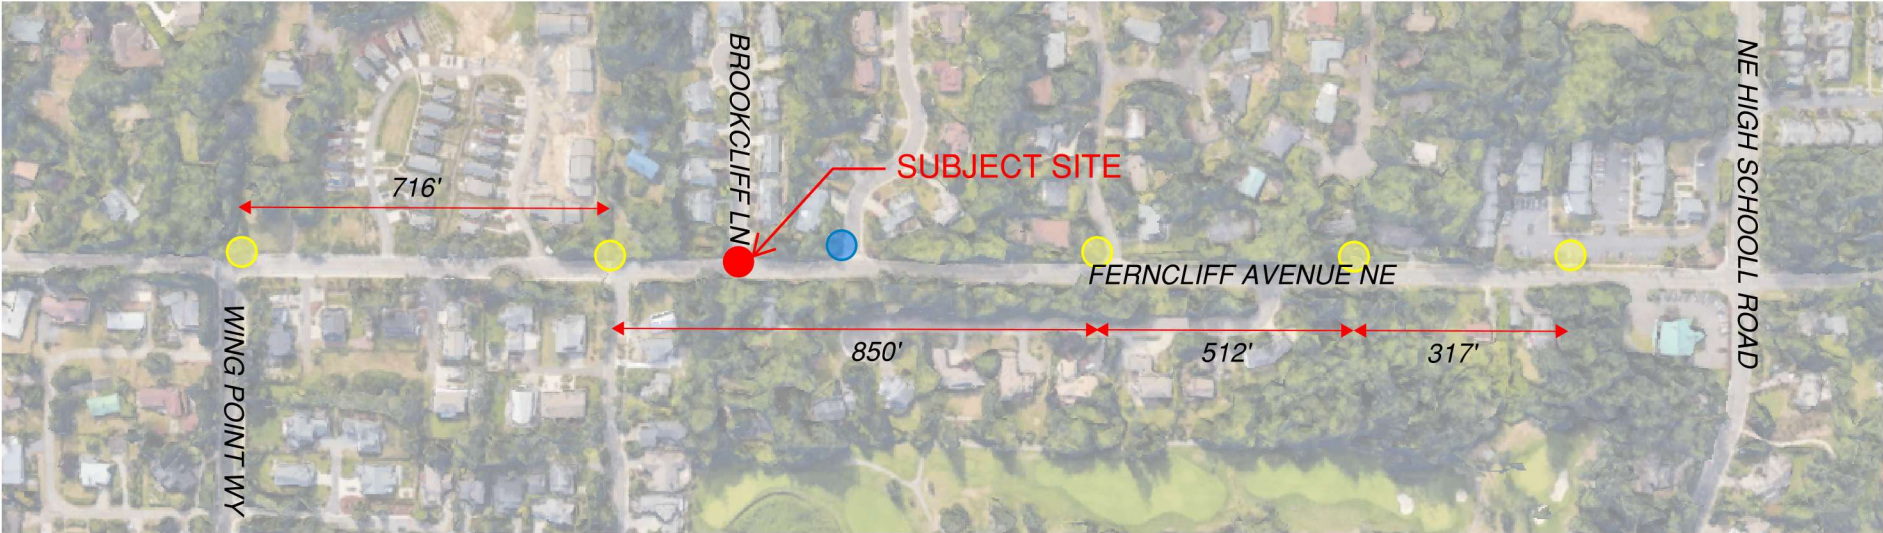 BROOKCLIFF LN
NE HIGH SCHOOLL ROAD
SUBJECT SITE
716'
FERNCLIFF AVENUE NE
WING POINT WY
850'
512'
317'